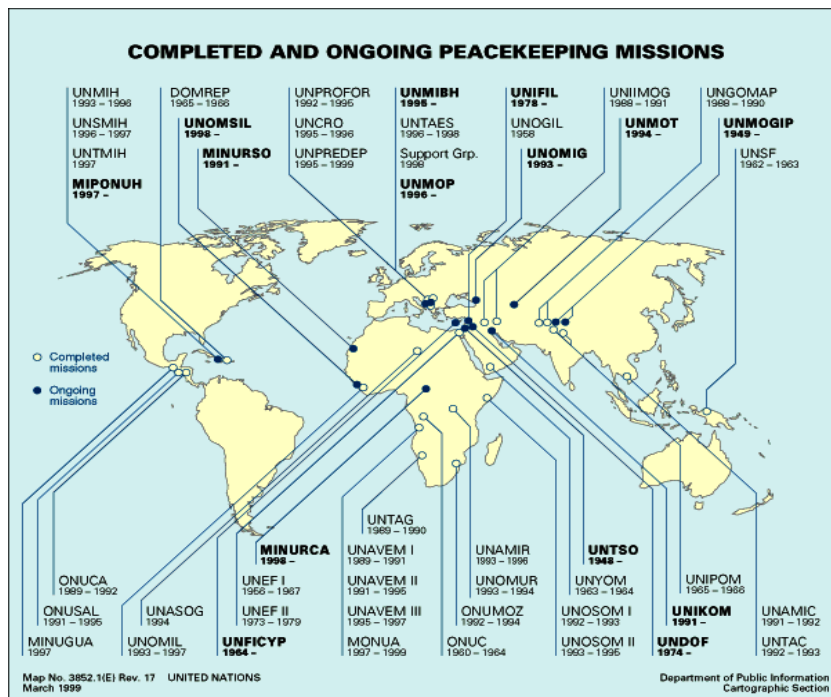 COMPLETED AND ONGOING PEACEKEEPING MISSIONS
UNMIH
1993 – 1996
UNSMIH
1996 – 1997
UNTMIH
1997
MIPONUH
1997 –
DOMREP
1965 – 1966
UNOMSIL
1998 –
MINURSO
1991 –
UNPROFOR
1992 – 1995
UNCRO
1995 – 1996
UNPREDEP
1995 – 1999
UNMIBH
1995 –
UNTAES
1996 – 1998
Support Grp.
1998
UNMOP
1996 –
UNIFIL
1978 –
UNOGIL
1958
UNOMIG
1993 –
UNIIMOG
1988 – 1991
UNMOT
1994 –
UNGOMAP
1988 – 1990
UNMOGIP
1949 –
UNSF
1962 – 1963
Completed
missions
Ongoing
missions
ONUCA
1989 – 1992
ONUSAL
1991 – 1995
MINUGUA
1997
UNASOG
1994
UNOMIL
1993 – 1997
MINURCA
1998 –
UNEF I
1956 – 1967
UNEF II
1973 – 1979
UNFICYP
1964 –
UNTAG
1989 – 1990
UNAVEM I
1989 – 1991
UNAVEM II
1991 – 1995
UNAVEM III
1995 – 1997
MONUA
1997 – 1999
UNAMIR
1993 – 1996
UNOMUR
1993 – 1994
ONUMOZ
1992 – 1994
ONUC
1960 – 1964
UNTSO
1948 –
UNYOM
1963 – 1964
UNOSOM I
1992 – 1993
UNOSOM II
1993 – 1995
UNIPOM
1965 – 1966
UNIKOM
1991 –
UNDOF
1974 –
UNAMIC
1991 – 1992
UNTAC
1992 – 1993
Map No. 3852.1(E) Rev. 17 UNITED NATIONS
March 1999
Department of Public Information
Cartographic Section